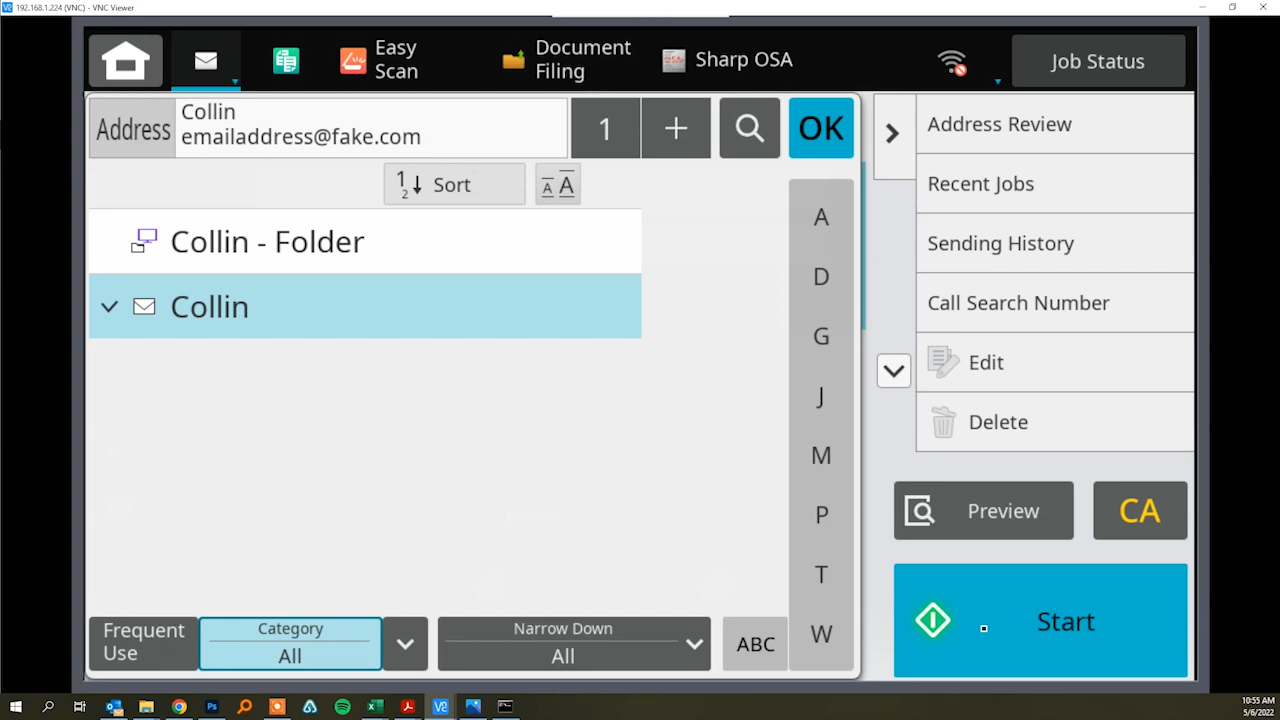 192.168.1.224 (VNC) - VNC Viewer
Easy
Scan
Document
Filing
Sharp OSA
Job Status
Address
Collin
emailaddress@fake.com
1
+
OK
1
2
Sort
A A
Collin - Folder
Collin
A
D
G
J
M
P
T
W
Address Review
Recent Jobs
Sending History
Call Search Number
Edit
Delete
Preview
CA
Start
Frequent
Use
Category
All
Narrow Down
All
ABC
10:55 AM
5/6/2022